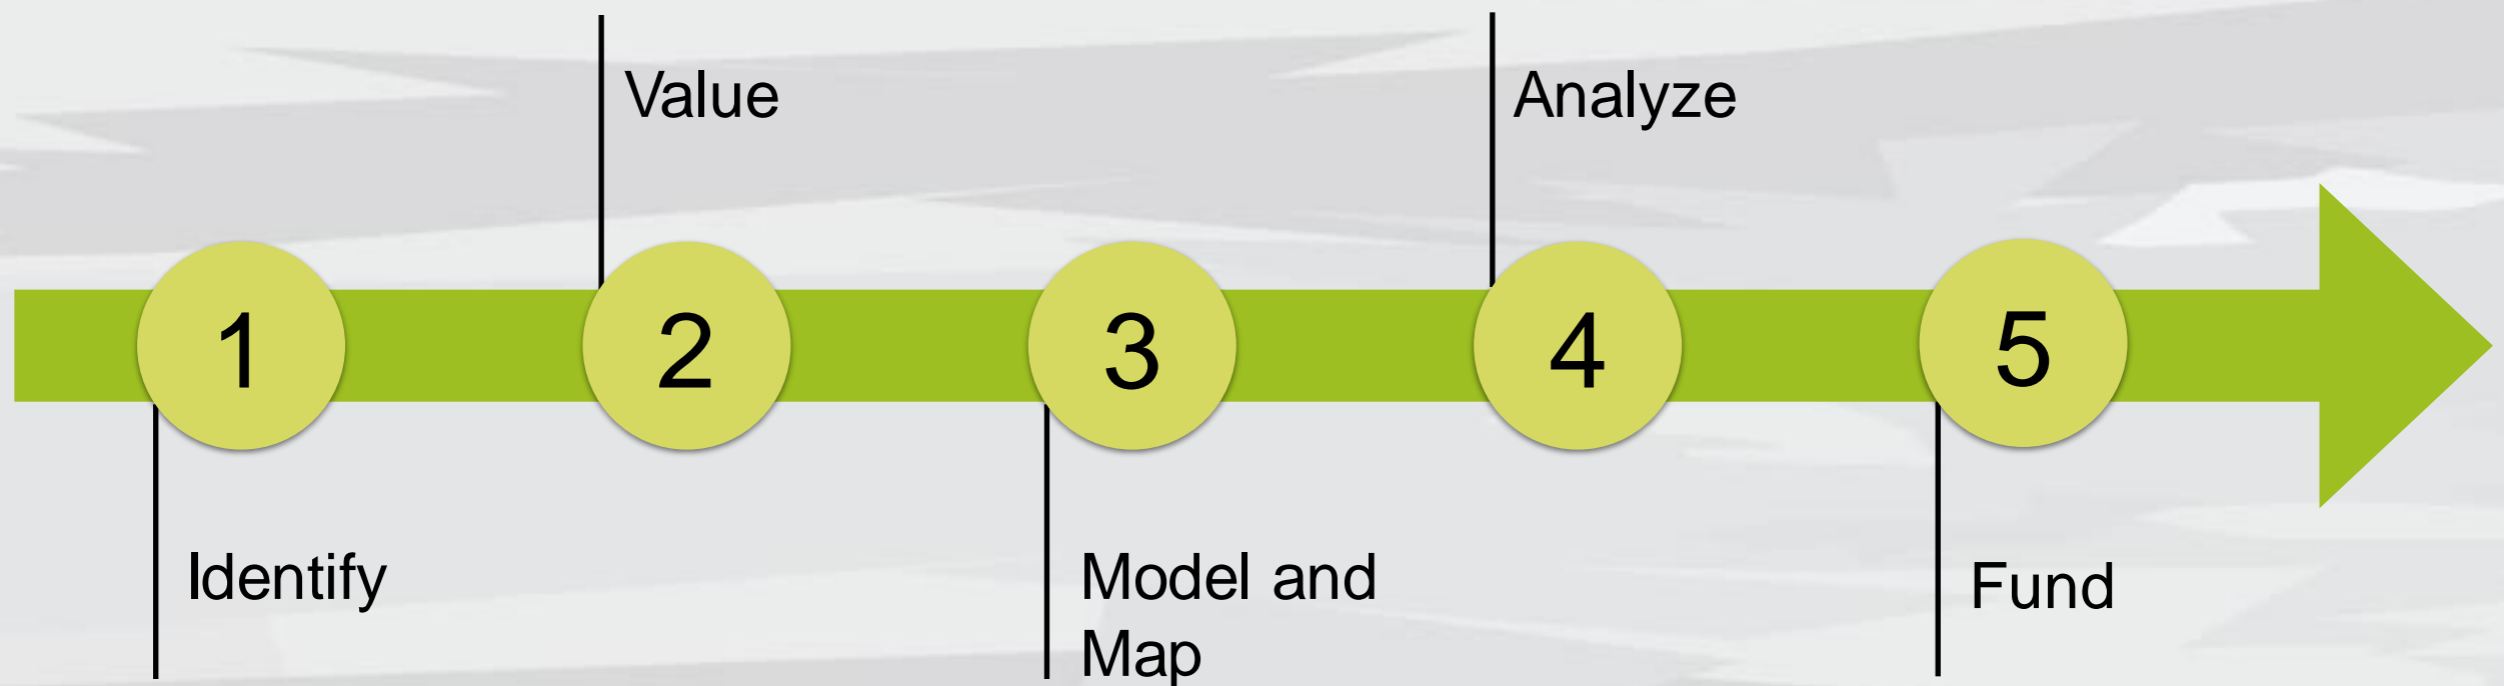 Value
Analyze
1
2
3
4
5
Identify
Model and
Map
Fund